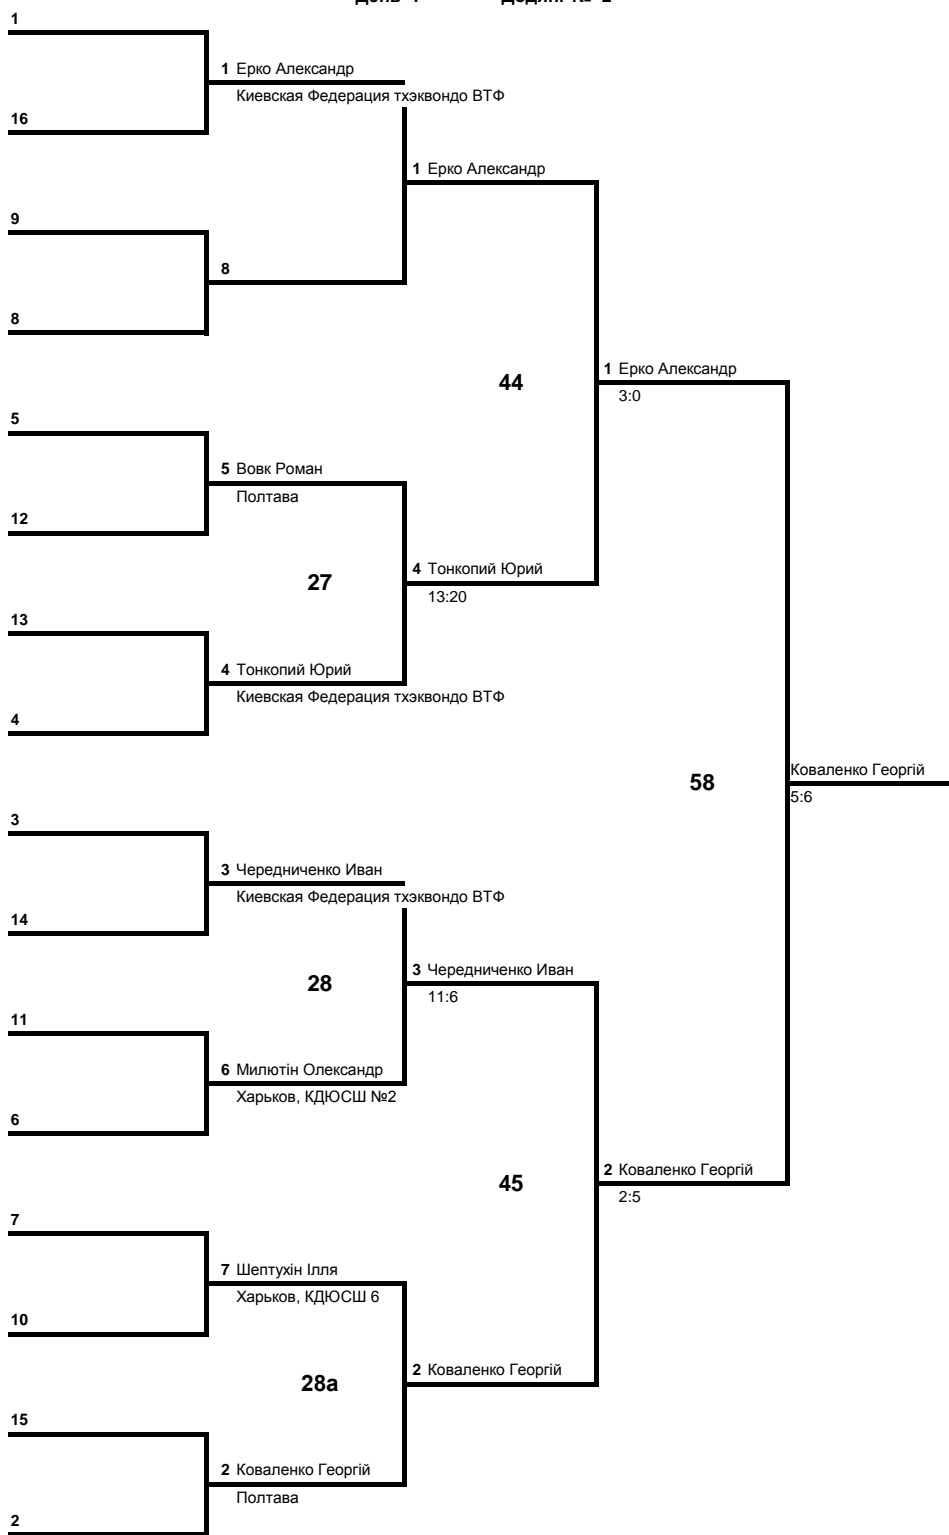 1
1 Ерко Александр
Киевская Федерация тхэквондо ВТФ
16
1 Ерко Александр
9
8
8
44
1 Ерко Александр
3:0
5
5 Вовк Роман
Полтава
12
27
4 Тонкопий Юрий
13:20
13
4 Тонкопий Юрий
Киевская Федерация тхэквондо ВТФ
4
58
Коваленко Георгій
5:6
3
3 Чередниченко Иван
Киевская Федерация тхэквондо ВТФ
14
28
3 Чередниченко Иван
11:6
11
6 Милютін Олександр
Харьков, КДЮСШ №2
6
45
2 Коваленко Георгій
2:5
7
7 Шептухін Ілля
Харьков, КДЮСШ 6
10
28а
2 Коваленко Георгій
15
2 Коваленко Георгій
Полтава
2